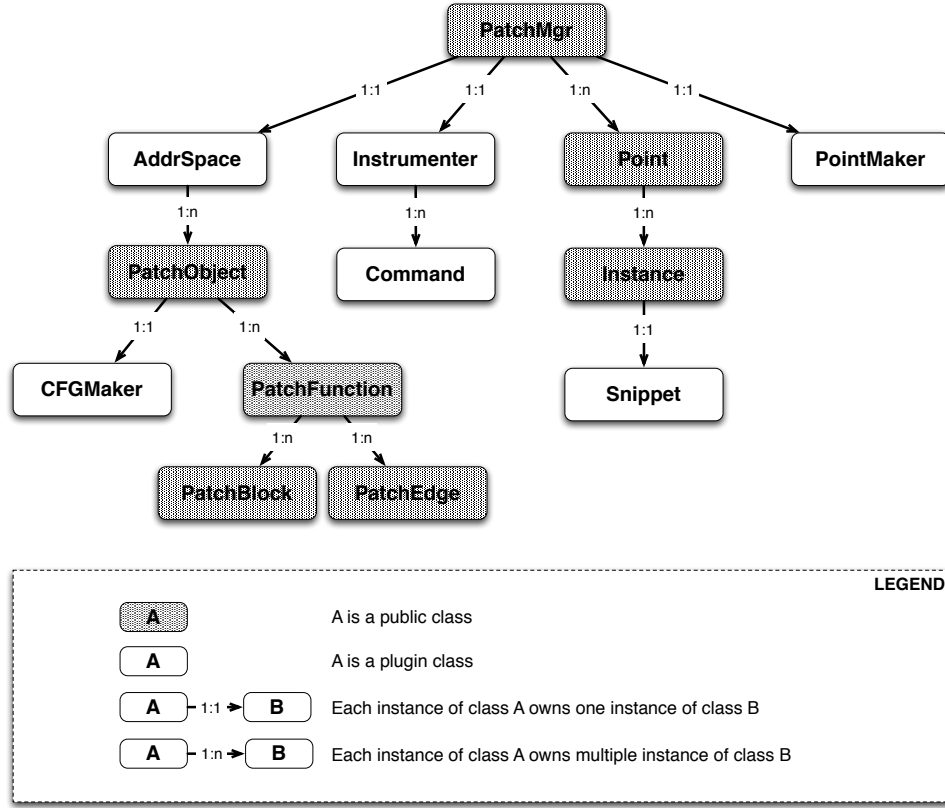 PatchMgr
1:1
1:1
1:n
1:1
AddrSpace
Instrumenter
Point
PointMaker
1:n
1:n
1:n
PatchObject
Command
Instance
1:1
1:n
1:1
CFGMaker
PatchFunction
Snippet
1:n
1:n
PatchBlock
PatchEdge
LEGEND
A
A is a public class
A
A is a plugin class
A 1:1 B
Each instance of class A owns one instance of class B
A 1:n B
Each instance of class A owns multiple instance of class B